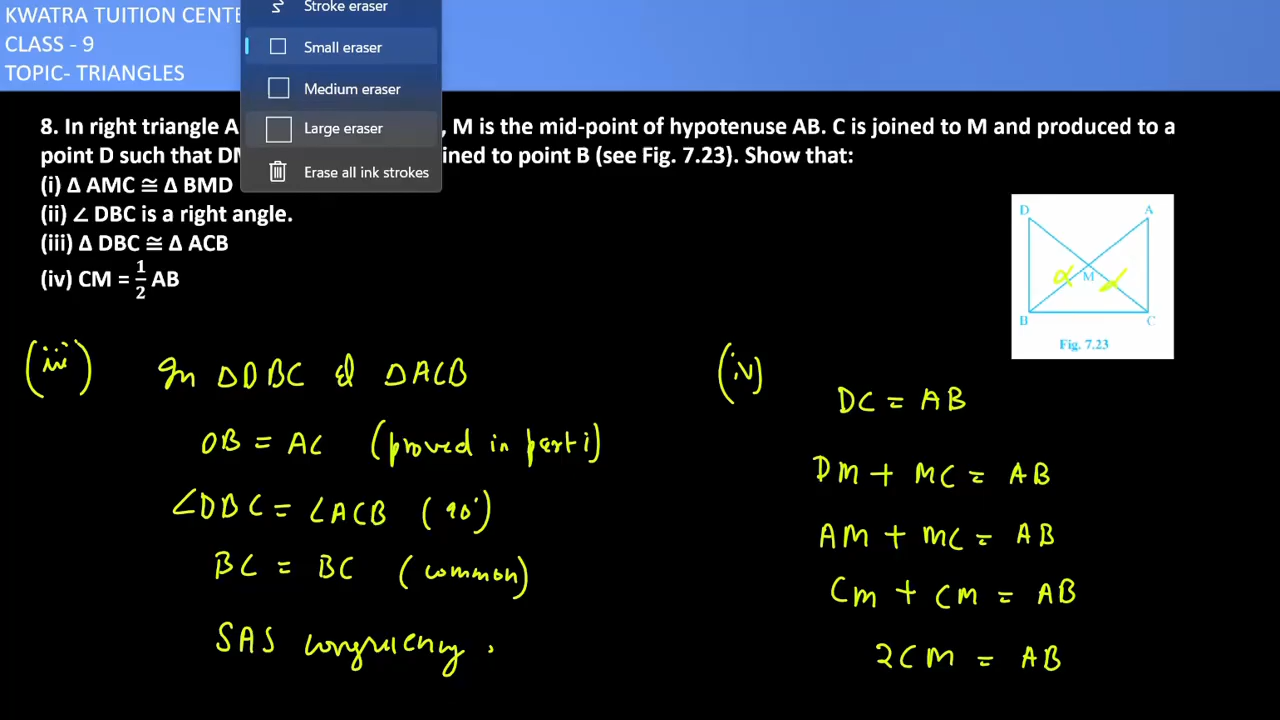 KWATRA TUITION CENTE
CLASS - 9
TOPIC- TRIANGLES
Stroke eraser
Small eraser
Medium eraser
Large eraser
Erase all ink strokes
8. In right triangle A , M is the mid-point of hypotenuse AB. C is joined to M and produced to a
point D such that DM ined to point B (see Fig. 7.23). Show that:
(i) Δ AMC ≅ Δ BMD
(ii) ∠ DBC is a right angle.
(iii) Δ DBC ≅ Δ ACB
(iv) CM = 1/2 AB
D A
α M α
B C
Fig. 7.23
(iii) In ΔDBC & ΔACB
DB = AC (proved in part i)
∠DBC = ∠ACB (90°)
BC = BC (common)
SAS congruency .
(iv)
DC = AB
DM + MC = AB
AM + MC = AB
CM + CM = AB
2CM = AB